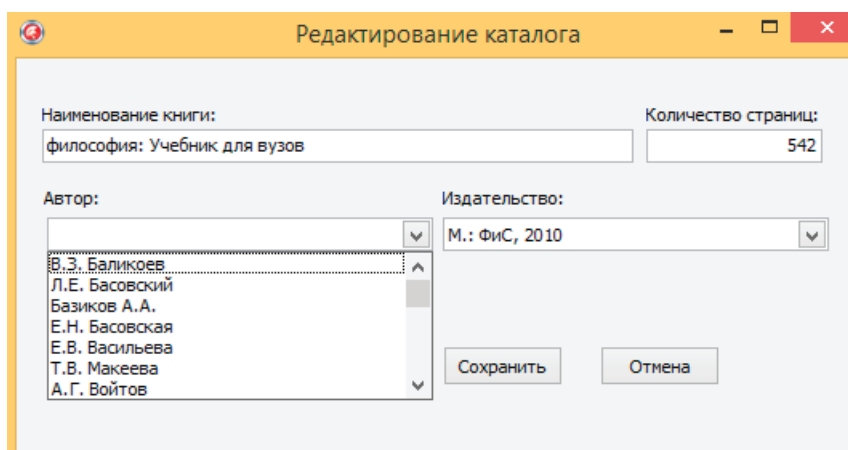 Редактирование каталога
Наименование книги: Количество страниц:
философия: Учебник для вузов 542
Автор: Издательство:
М.: ФиС, 2010
В.З. Баликоев
Л.Е. Басовский
Базиков А.А.
Е.Н. Басовская
Е.В. Васильева
Т.В. Макеева
А.Г. Войтов
Сохранить Отмена